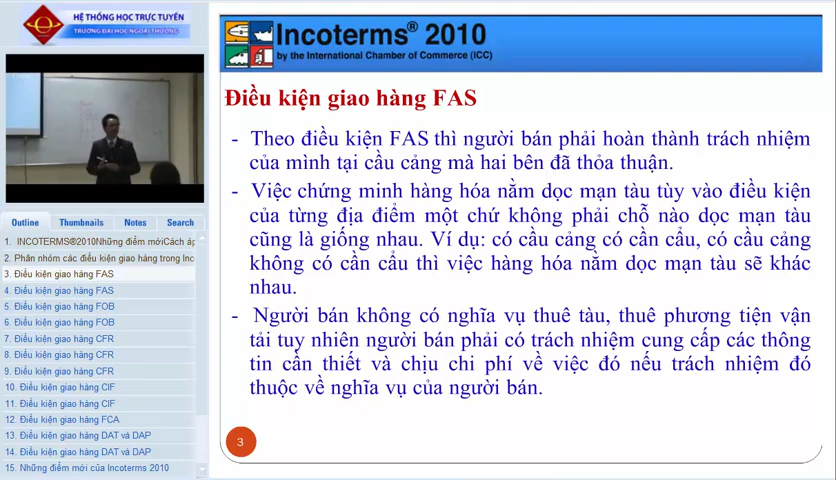 HỆ THỐNG HỌC TRỰC TUYẾN
TRƯỜNG ĐẠI HỌC NGOẠI THƯƠNG
Outline
Thumbnails
Notes
Search
1. INCOTERMS®2010Những điểm mớiCách áp
2. Phân nhóm các điều kiện giao hàng trong Inc
3. Điều kiện giao hàng FAS
4. Điều kiện giao hàng FAS
5. Điều kiện giao hàng FOB
6. Điều kiện giao hàng FOB
7. Điều kiện giao hàng CFR
8. Điều kiện giao hàng CFR
9. Điều kiện giao hàng CFR
10. Điều kiện giao hàng CIF
11. Điều kiện giao hàng CIF
12. Điều kiện giao hàng FCA
13. Điều kiện giao hàng DAT và DAP
14. Điều kiện giao hàng DAT và DAP
15. Những điểm mới của Incoterms 2010
Incoterms® 2010
by the International Chamber of Commerce (ICC)
Điều kiện giao hàng FAS
- Theo điều kiện FAS thì người bán phải hoàn thành trách nhiệm
của mình tại cầu cảng mà hai bên đã thỏa thuận.
- Việc chứng minh hàng hóa nằm dọc mạn tàu tùy vào điều kiện
của từng địa điểm một chứ không phải chỗ nào dọc mạn tàu
cũng là giống nhau. Ví dụ: có cầu cảng có cần cẩu, có cầu cảng
không có cần cẩu thì việc hàng hóa nằm dọc mạn tàu sẽ khác
nhau.
- Người bán không có nghĩa vụ thuê tàu, thuê phương tiện vận
tải tuy nhiên người bán phải có trách nhiệm cung cấp các thông
tin cần thiết và chịu chi phí về việc đó nếu trách nhiệm đó
thuộc về nghĩa vụ của người bán.
3